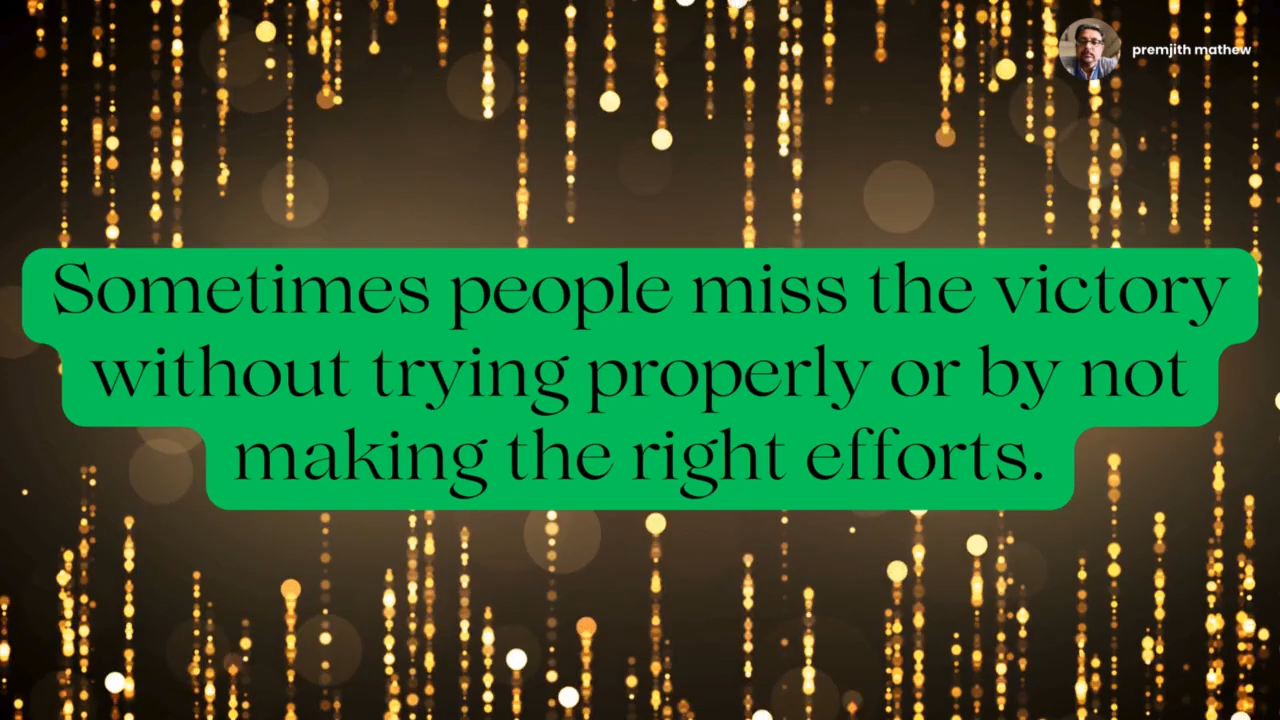 premjith mathew
Sometimes people miss the victory
without trying properly or by not
making the right efforts.